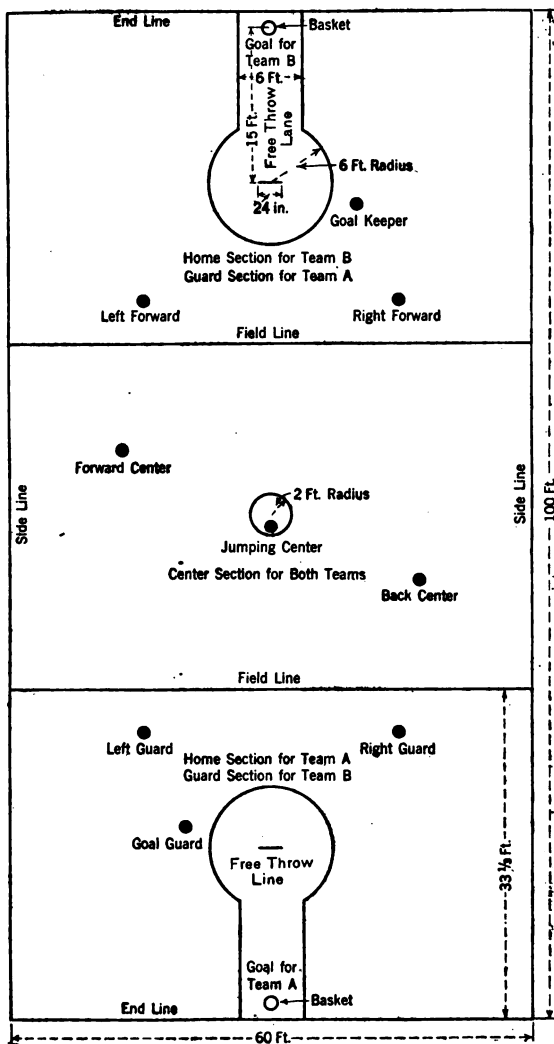 End Line
Basket
Goal for
Team B
6 Ft.
15 Ft.
Free Throw
Lane
6 Ft. Radius
24 in.
Goal Keeper
Home Section for Team B
Guard Section for Team A
Left Forward
Right Forward
Field Line
Forward Center
Side Line
Side Line
100 Ft.
2 Ft. Radius
Jumping Center
Center Section for Both Teams
Back Center
Field Line
Left Guard
Right Guard
Home Section for Team A
Guard Section for Team B
Goal Guard
Free Throw
Line
33 1/3 Ft.
Goal for
Team A
Basket
End Line
60 Ft.